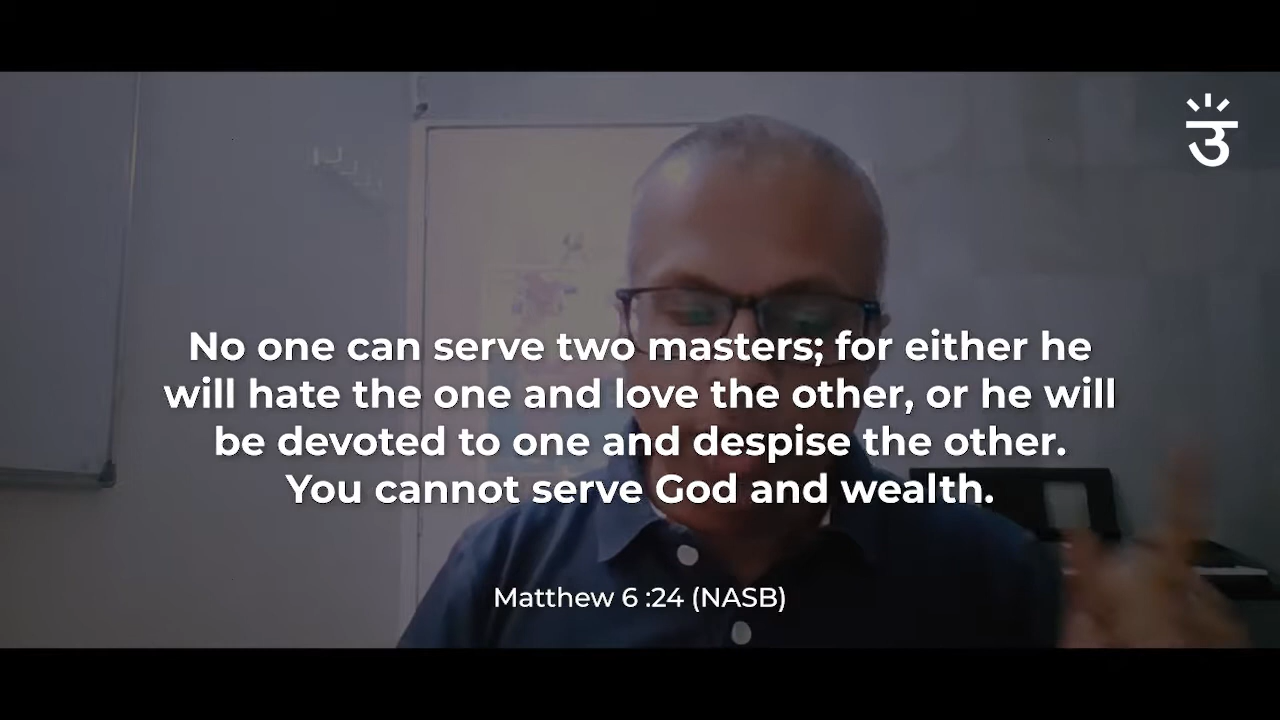 उ
No one can serve two masters; for either he
will hate the one and love the other, or he will
be devoted to one and despise the other.
You cannot serve God and wealth.
Matthew 6 :24 (NASB)